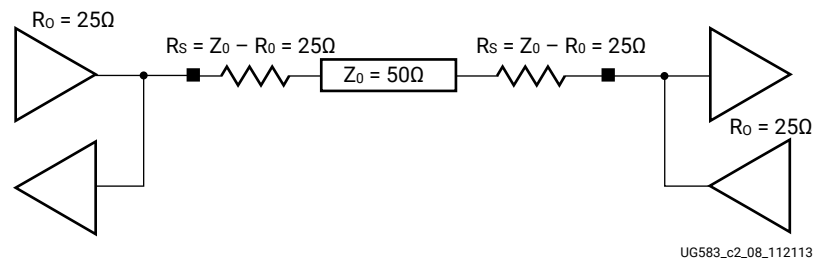 R₀ = 25Ω
Rₛ = Z₀ – R₀ = 25Ω
Z₀ = 50Ω
Rₛ = Z₀ – R₀ = 25Ω
R₀ = 25Ω
UG583_c2_08_112113